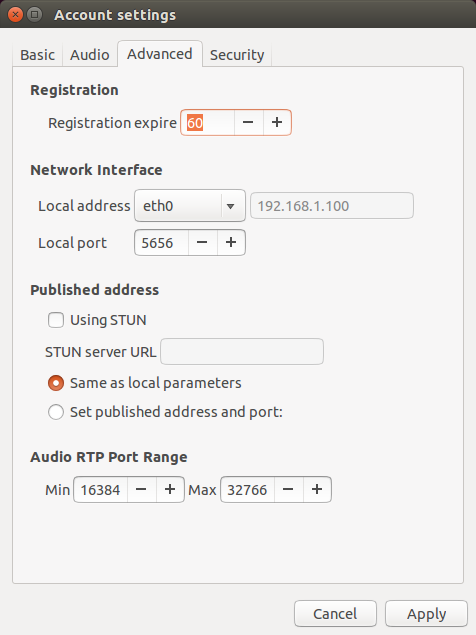 Account settings
Basic Audio Advanced Security
Registration
Registration expire 60
Network Interface
Local address eth0 192.168.1.100
Local port 5656
Published address
Using STUN
STUN server URL
Same as local parameters
Set published address and port:
Audio RTP Port Range
Min 16384 Max 32766
Cancel Apply